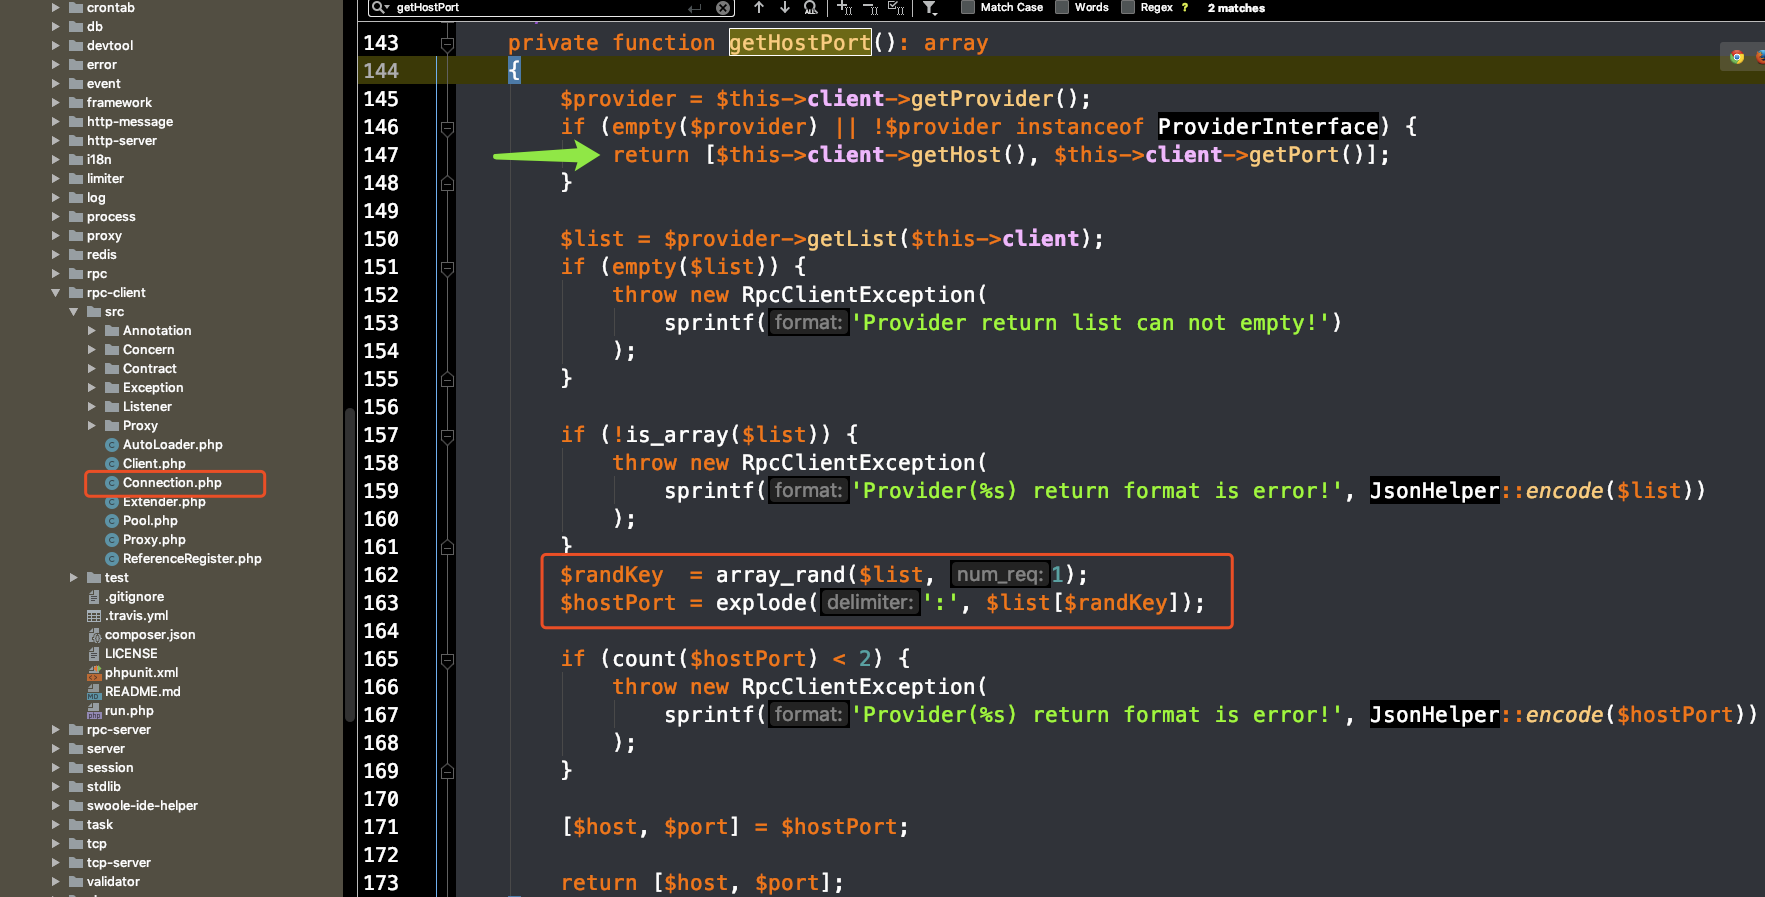 crontab
db
devtool
error
event
framework
http-message
http-server
i18n
limiter
log
process
proxy
redis
rpc
rpc-client
src
Annotation
Concern
Contract
Exception
Listener
Proxy
AutoLoader.php
Client.php
Connection.php
Extender.php
Pool.php
Proxy.php
ReferenceRegister.php
test
.gitignore
.travis.yml
composer.json
LICENSE
phpunit.xml
README.md
run.php
rpc-server
server
session
stdlib
swoole-ide-helper
task
tcp
tcp-server
validator
getHostPort Match Case Words Regex ? 2 matches
143 private function getHostPort(): array
144 {
145 $provider = $this->client->getProvider();
146 if (empty($provider) || !$provider instanceof ProviderInterface) {
147 return [$this->client->getHost(), $this->client->getPort()];
148 }
149
150 $list = $provider->getList($this->client);
151 if (empty($list)) {
152 throw new RpcClientException(
153 sprintf( format: 'Provider return list can not empty!')
154 );
155 }
156
157 if (!is_array($list)) {
158 throw new RpcClientException(
159 sprintf( format: 'Provider(%s) return format is error!', JsonHelper::encode($list))
160 );
161 }
162 $randKey = array_rand($list, num_req: 1);
163 $hostPort = explode( delimiter: ':', $list[$randKey]);
164
165 if (count($hostPort) < 2) {
166 throw new RpcClientException(
167 sprintf( format: 'Provider(%s) return format is error!', JsonHelper::encode($hostPort))
168 );
169 }
170
171 [$host, $port] = $hostPort;
172
173 return [$host, $port];